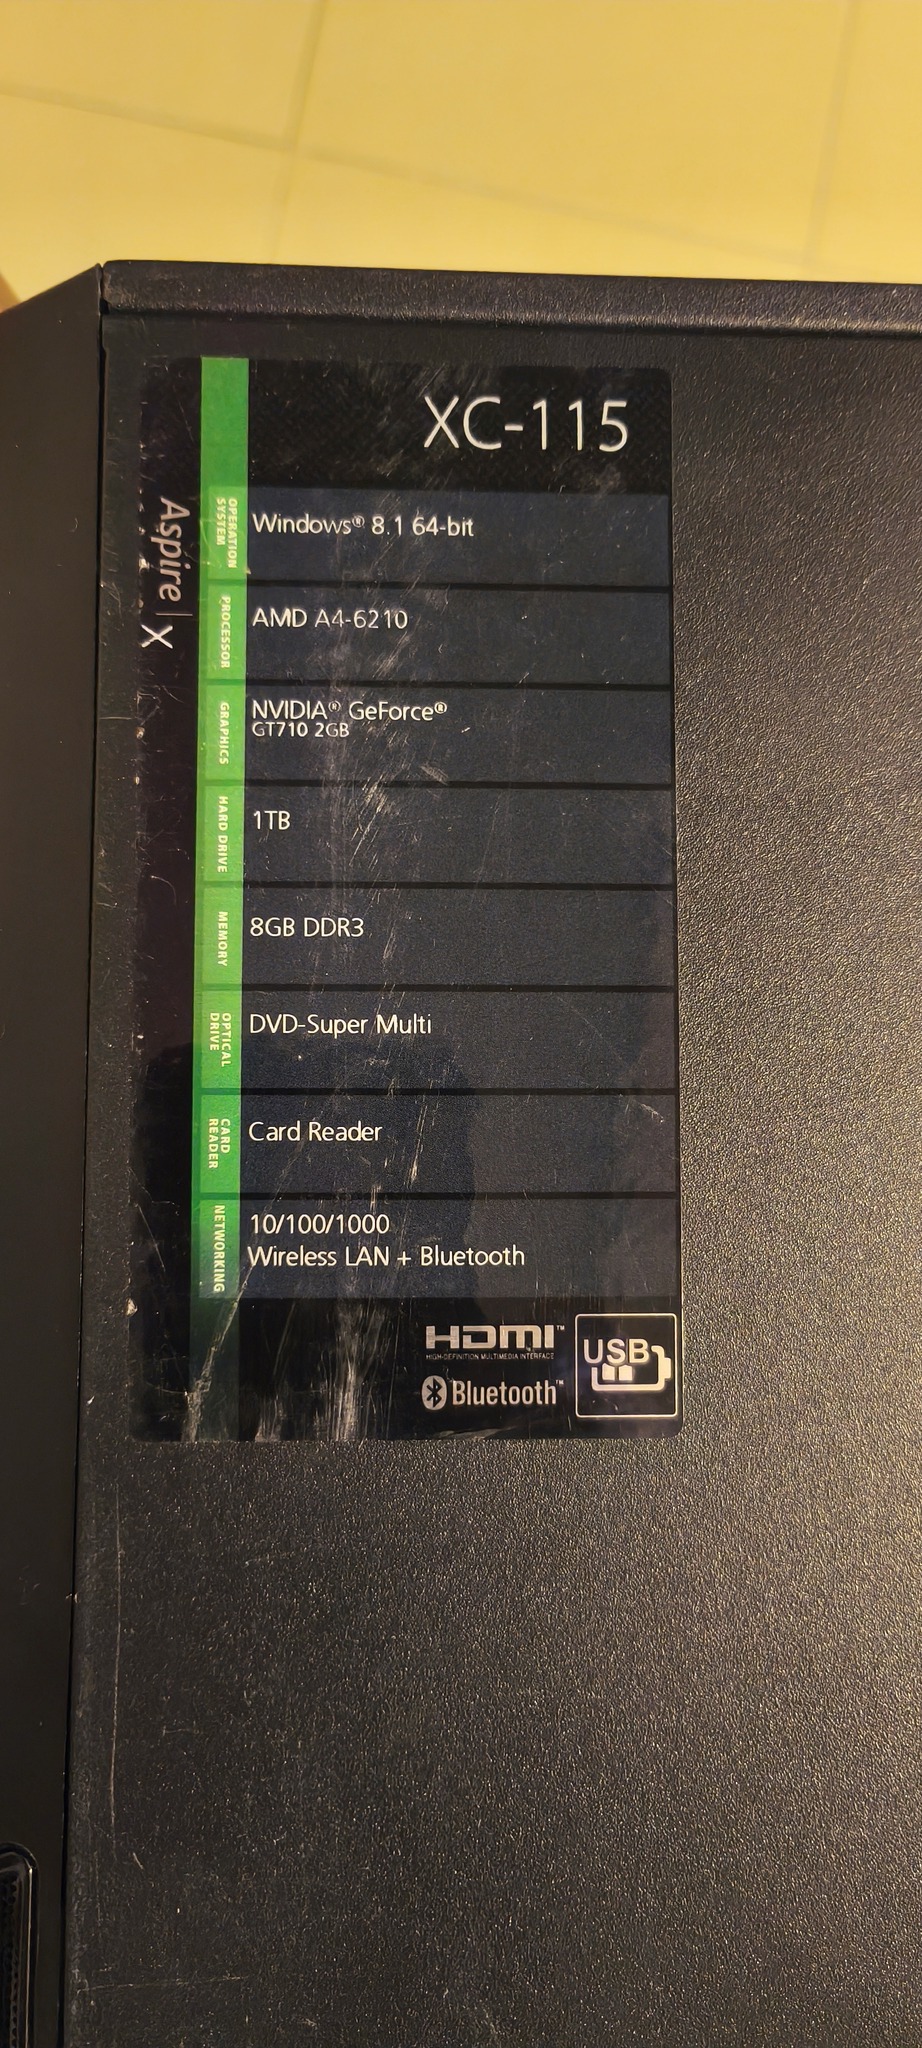 XC-115
Aspire | X
OPERATION SYSTEM
Windows® 8.1 64-bit
PROCESSOR
AMD A4-6210
GRAPHICS
NVIDIA® GeForce®
GT710 2GB
HARD DRIVE
1TB
MEMORY
8GB DDR3
OPTICAL DRIVE
DVD-Super Multi
CARD READER
Card Reader
NETWORKING
10/100/1000
Wireless LAN + Bluetooth
HDMI™
HIGH-DEFINITION MULTIMEDIA INTERFACE
Bluetooth™
USB